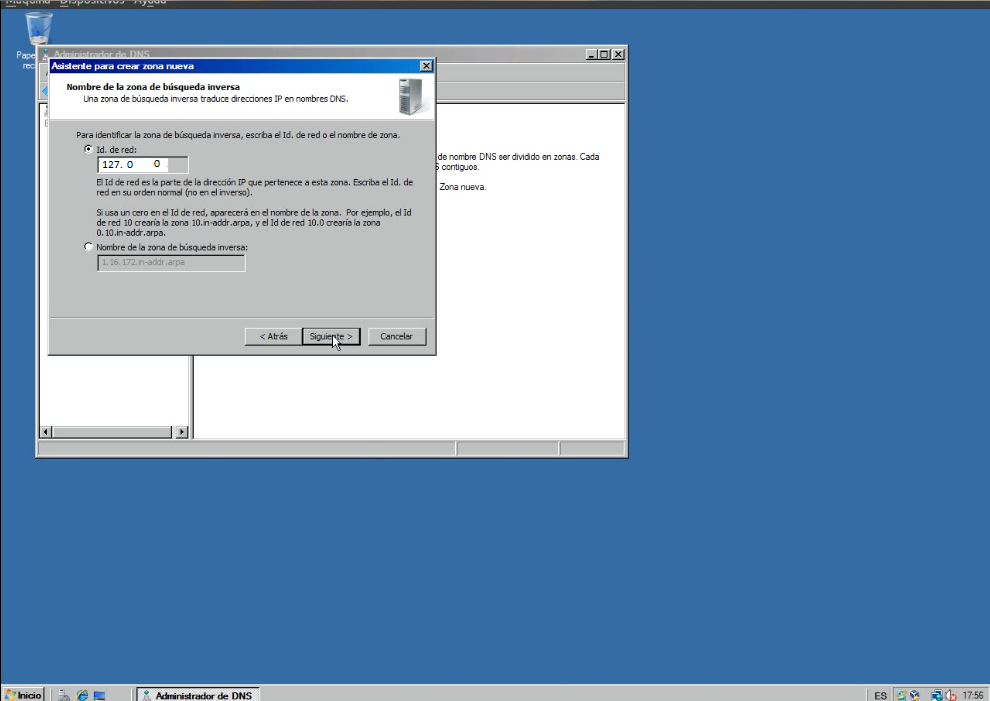 Máquina Dispositivos Ayuda
Administrador de DNS
Asistente para crear zona nueva
Nombre de la zona de búsqueda inversa
Una zona de búsqueda inversa traduce direcciones IP en nombres DNS.
Para identificar la zona de búsqueda inversa, escriba el Id. de red o el nombre de zona.
Id. de red:
127. 0 0
El Id de red es la parte de la dirección IP que pertenece a esta zona. Escriba el Id. de
red en su orden normal (no en el inverso).
Si usa un cero en el Id de red, aparecerá en el nombre de la zona. Por ejemplo, el Id
de red 10 crearía la zona 10.in-addr.arpa, y el Id de red 10.0 crearía la zona
0.10.in-addr.arpa.
Nombre de la zona de búsqueda inversa:
1.16.172.in-addr.arpa
< Atrás
Siguiente >
Cancelar
de nombre DNS ser dividido en zonas. Cada
contiguos.
Zona nueva.
Inicio
Administrador de DNS
ES
17:56